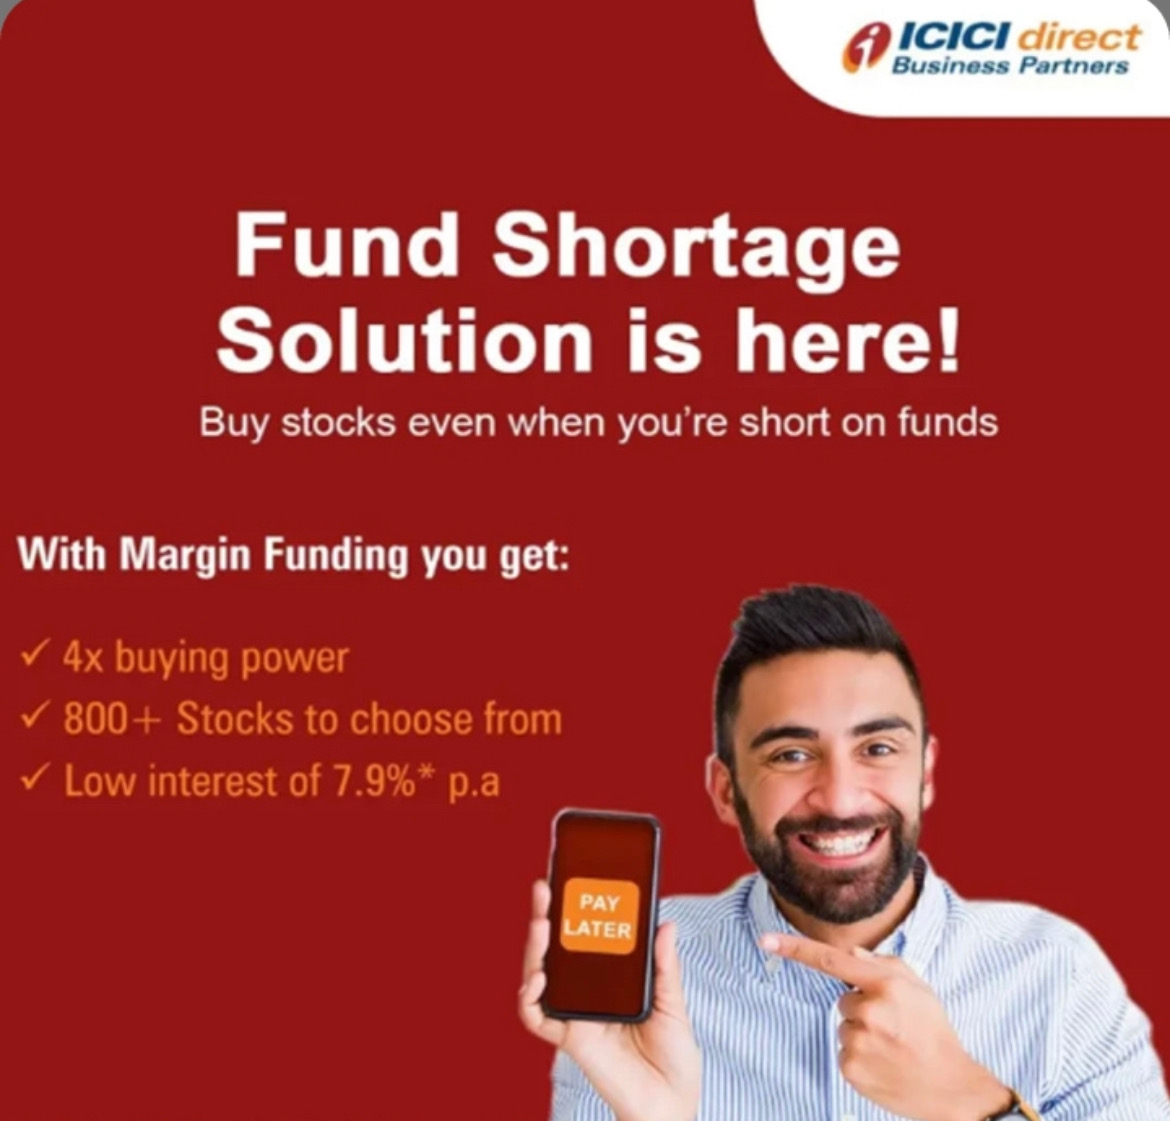 ICICI direct
Business Partners
Fund Shortage
Solution is here!
Buy stocks even when you're short on funds
With Margin Funding you get:
✓ 4x buying power
✓ 800+ Stocks to choose from
✓ Low interest of 7.9%* p.a
PAY
LATER